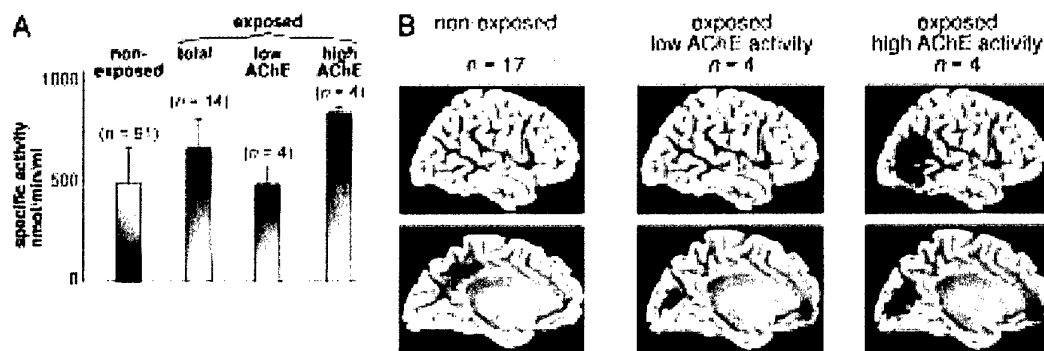 A
exposed
non-
exposed
total
low
AChE
high
AChE
1000
500
0
specific activity
nmol/min/ml
(n = 91)
(n = 14)
(n = 4)
(n = 4)
B
non-exposed
n = 17
exposed
low AChE activity
n = 4
exposed
high AChE activity
n = 4